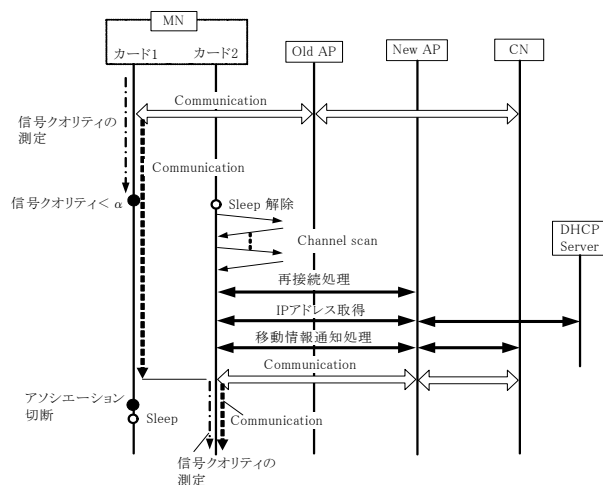 MN
カード1
カード2
Old AP
New AP
CN
Communication
信号クオリティの
測定
Communication
信号クオリティ< α
Sleep 解除
Channel scan
DHCP
Server
再接続処理
IPアドレス取得
移動情報通知処理
Communication
アソシエーション
切断
Sleep
Communication
信号クオリティの
測定